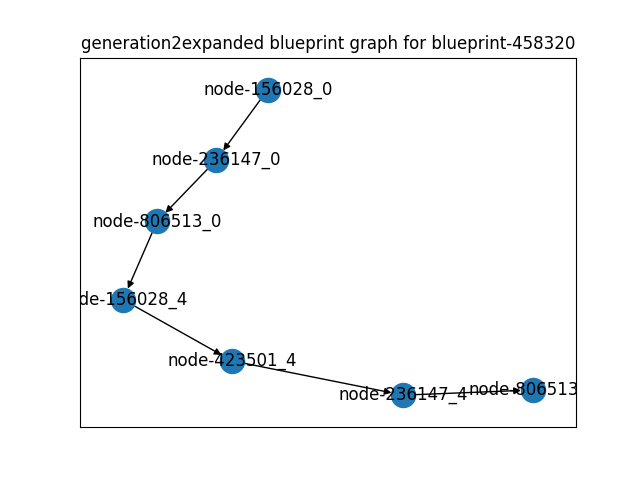 generation2expanded blueprint graph for blueprint-458320
node-156028_0
node-236147_0
node-806513_0
de-156028_4
node-423501_4
node-236147_4
node-806513